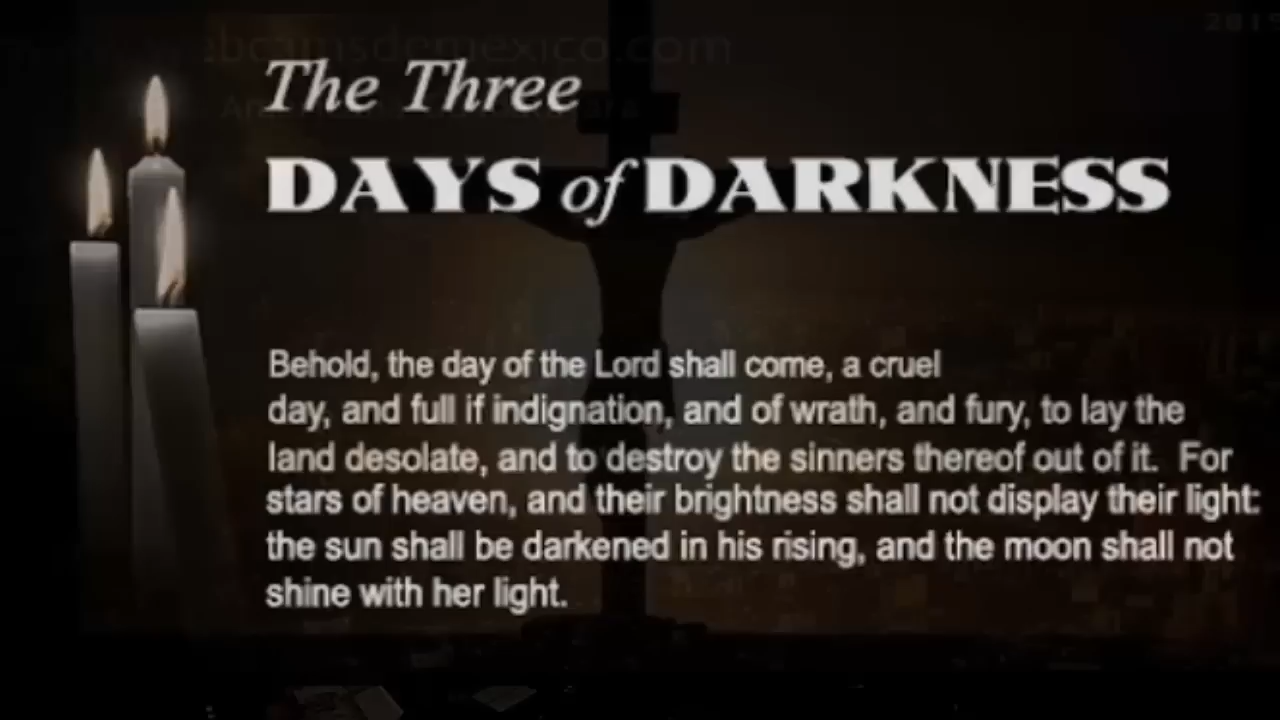 webcamsdemexico.com
2015
The Three
DAYS of DARKNESS
Behold, the day of the Lord shall come, a cruel
day, and full if indignation, and of wrath, and fury, to lay the
land desolate, and to destroy the sinners thereof out of it. For
stars of heaven, and their brightness shall not display their light:
the sun shall be darkened in his rising, and the moon shall not
shine with her light.